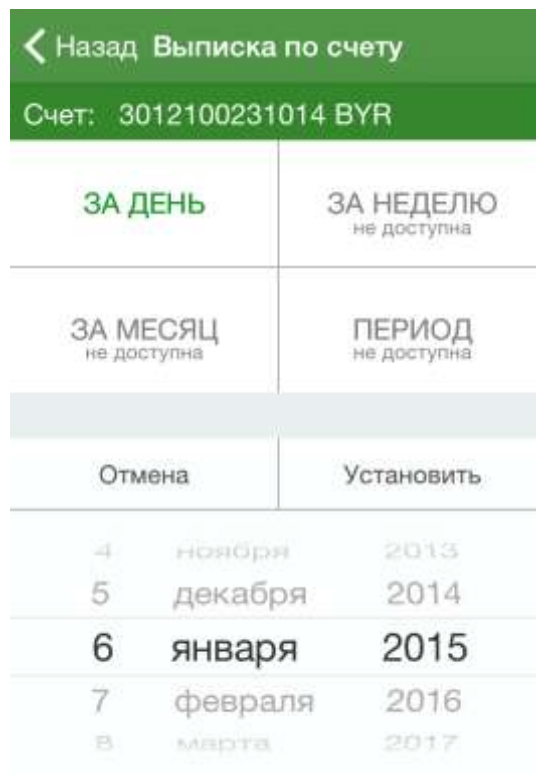 Назад Выписка по счету
Счет: 3012100231014 BYR
ЗА ДЕНЬ ЗА НЕДЕЛЮ
не доступна
ЗА МЕСЯЦ ПЕРИОД
не доступна не доступна
Отмена Установить
4 ноября 2013
5 декабря 2014
6 января 2015
7 февраля 2016
8 марта 2017